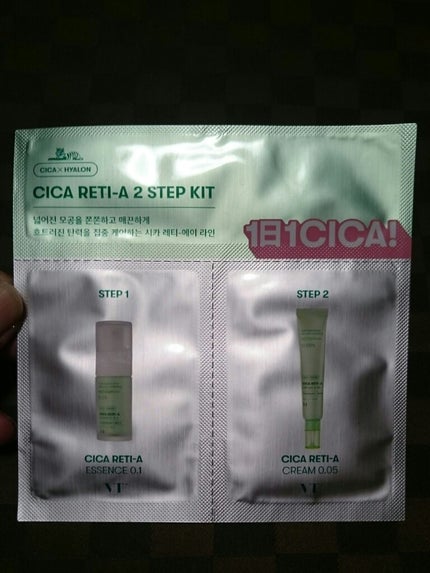 CICA×HYALON
CICA RETI-A 2 STEP KIT
넓어진 모공을 쫀쫀하고 매끈하게
흐트러진 탄력을 집중 케어하는 시카 레티-에이 라인
1日1CICA!
STEP 1
CICA RETI-A
ESSENCE 0.1
VT
STEP 2
CICA RETI-A
CREAM 0.05
VT